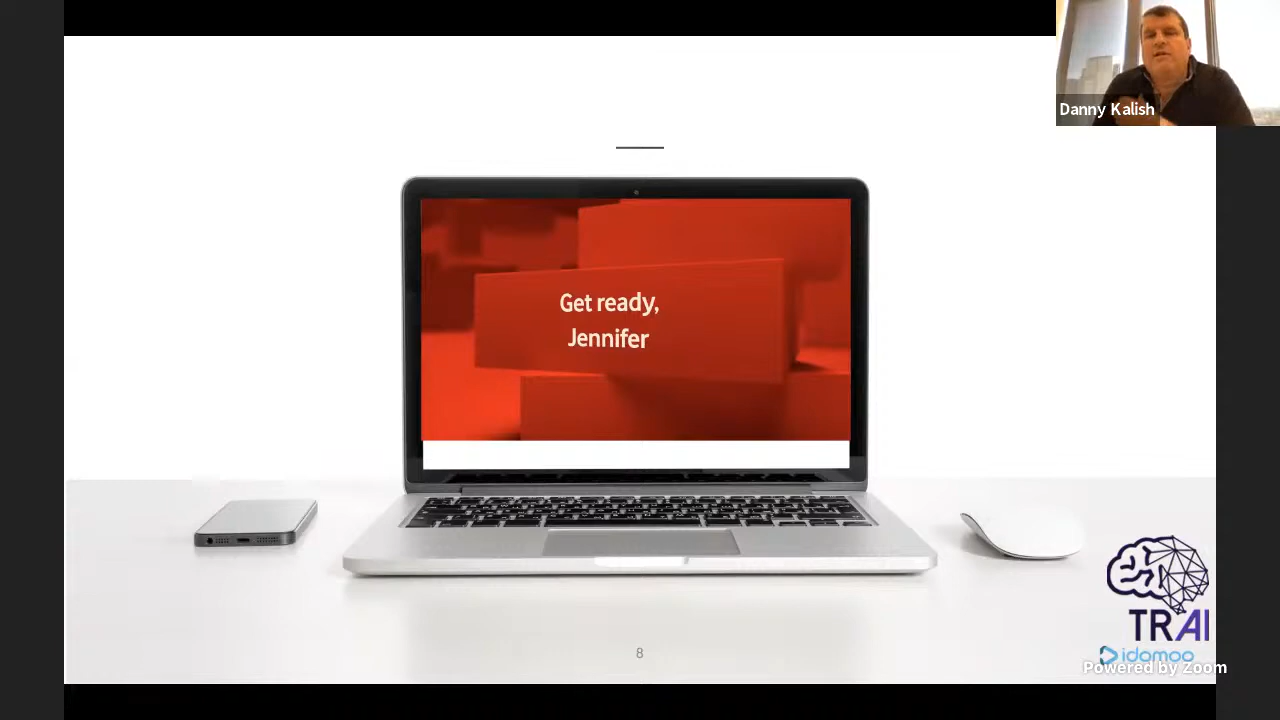 Danny Kalish
Get ready,
Jennifer
TRAI
idomoo
Powered by Zoom
8